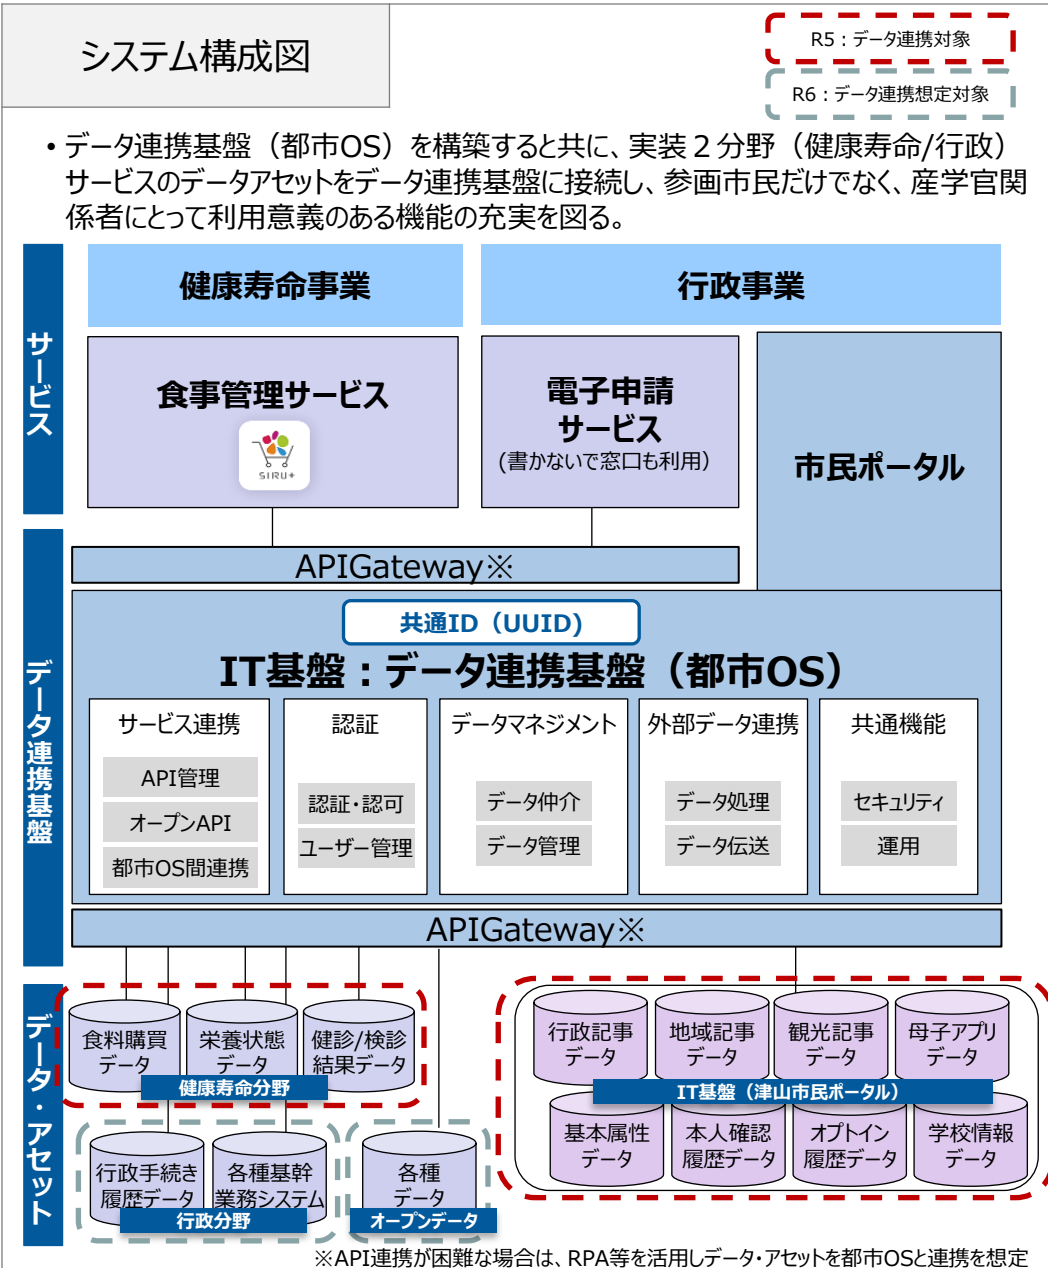 システム構成図
R5：データ連携対象
R6：データ連携想定対象
• データ連携基盤（都市OS）を構築すると共に、実装２分野（健康寿命/行政）
サービスのデータアセットをデータ連携基盤に接続し、参画市民だけでなく、産学官関
係者にとって利用意義のある機能の充実を図る。
サービス
健康寿命事業
行政事業
食事管理サービス
SIRU+
電子申請
サービス
(書かないで窓口も利用)
市民ポータル
データ連携基盤
APIGateway※
共通ID（UUID)
IT基盤：データ連携基盤（都市OS）
サービス連携
API管理
オープンAPI
都市OS間連携
認証
認証・認可
ユーザー管理
データマネジメント
データ仲介
データ管理
外部データ連携
データ処理
データ伝送
共通機能
セキュリティ
運用
APIGateway※
データ・アセット
食料購買
データ
栄養状態
データ
健診/検診
結果データ
健康寿命分野
行政手続き
履歴データ
各種基幹
業務システム
行政分野
各種
データ
オープンデータ
行政記事
データ
地域記事
データ
観光記事
データ
母子アプリ
データ
IT基盤（津山市民ポータル）
基本属性
データ
本人確認
履歴データ
オプトイン
履歴データ
学校情報
データ
※API連携が困難な場合は、RPA等を活用しデータ・アセットを都市OSと連携を想定